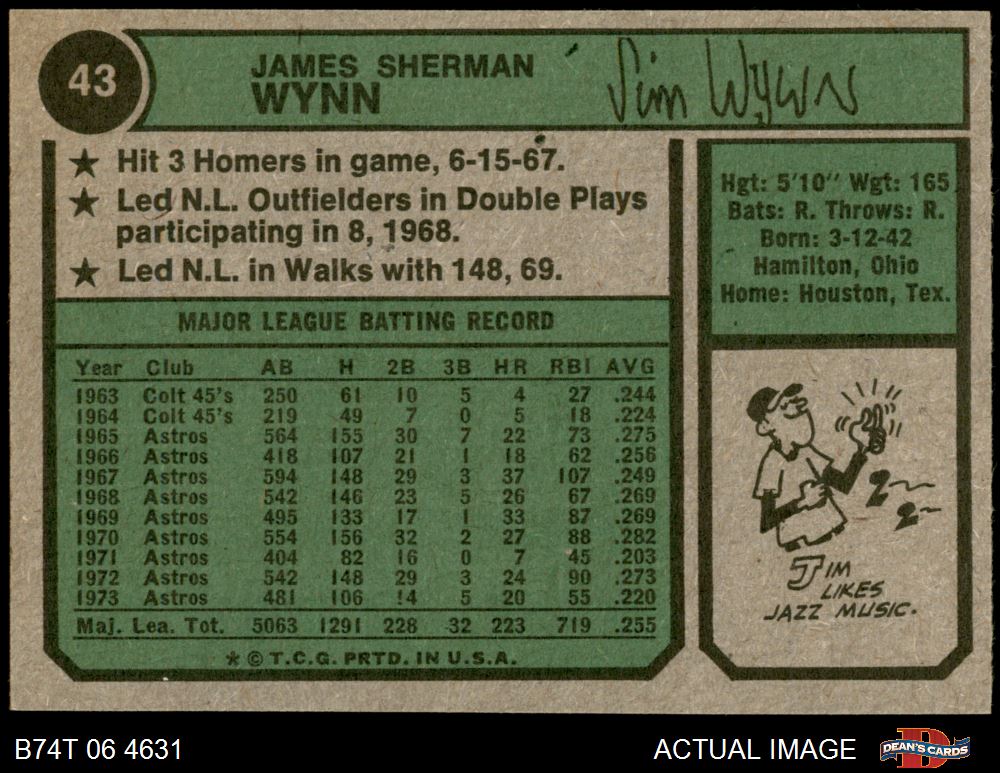 43
JAMES SHERMAN
WYNN
Jim Wynn
★ Hit 3 Homers in game, 6-15-67.
★ Led N.L. Outfielders in Double Plays
participating in 8, 1968.
★ Led N.L. in Walks with 148, 69.
Hgt: 5'10" Wgt: 165
Bats: R. Throws: R.
Born: 3-12-42
Hamilton, Ohio
Home: Houston, Tex.
MAJOR LEAGUE BATTING RECORD
Year Club AB H 2B 3B HR RBI AVG
1963 Colt 45's 250 61 10 5 4 27 .244
1964 Colt 45's 219 49 7 0 5 18 .224
1965 Astros 564 155 30 7 22 73 .275
1966 Astros 418 107 21 1 18 62 .256
1967 Astros 594 148 29 3 37 107 .249
1968 Astros 542 146 23 5 26 67 .269
1969 Astros 495 133 17 1 33 87 .269
1970 Astros 554 156 32 2 27 88 .282
1971 Astros 404 82 16 0 7 45 .203
1972 Astros 542 148 29 3 24 90 .273
1973 Astros 481 106 14 5 20 55 .220
Maj. Lea. Tot. 5063 1291 228 32 223 719 .255
* © T.C.G. PRTD. IN U.S.A.
JIM
LIKES
JAZZ MUSIC.
B74T 06 4631
ACTUAL IMAGE
DEAN'S CARDS